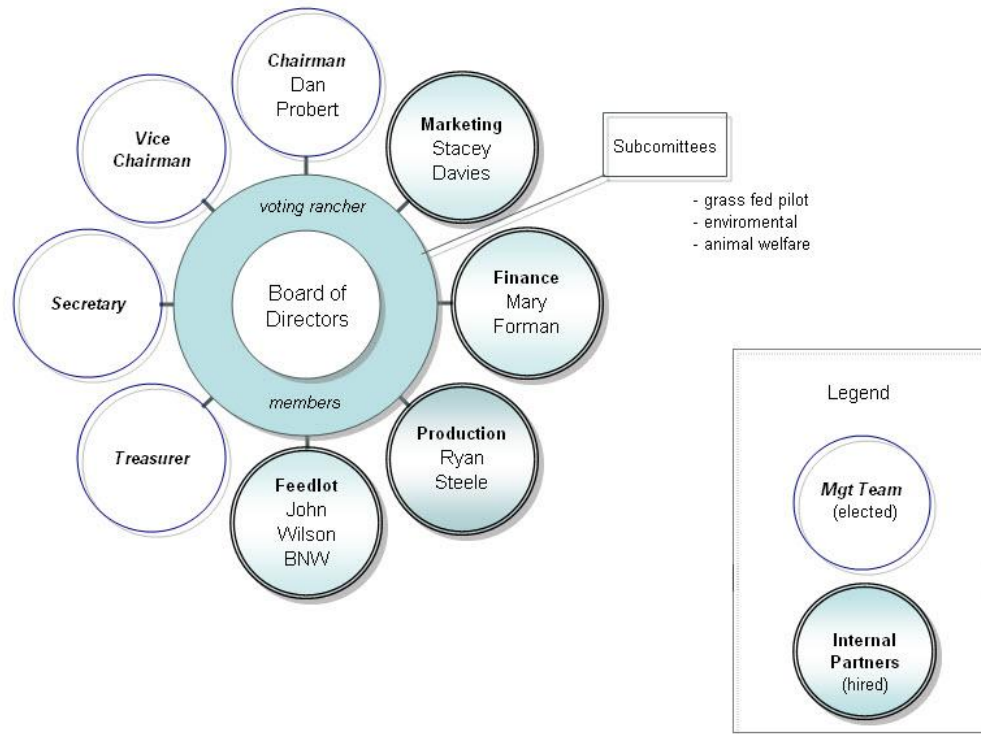 Chairman
Dan
Probert
Marketing
Stacey
Davies
Vice
Chairman
Subcomittees
- grass fed pilot
- enviromental
- animal welfare
voting rancher
Board of
Directors
members
Secretary
Finance
Mary
Forman
Treasurer
Production
Ryan
Steele
Feedlot
John
Wilson
BNW
Legend
Mgt Team
(elected)
Internal
Partners
(hired)